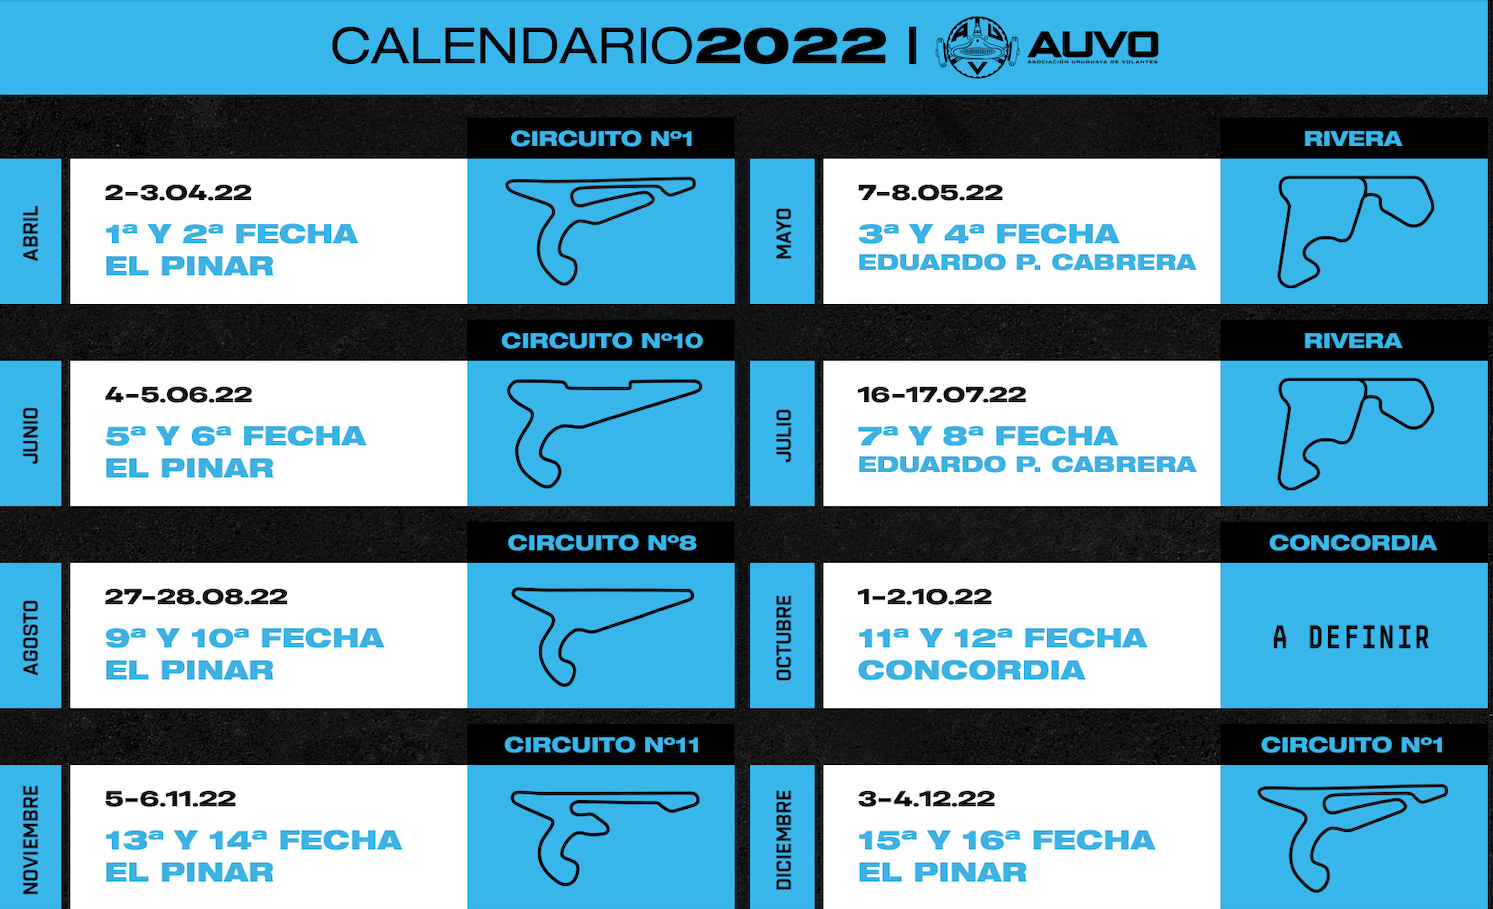 CALENDARIO2022 | AUVO
ASOCIACIÓN URUGUAYA DE VOLANTES
CIRCUITO Nº1
ABRIL
2-3.04.22
1ª Y 2ª FECHA
EL PINAR
RIVERA
MAYO
7-8.05.22
3ª Y 4ª FECHA
EDUARDO P. CABRERA
CIRCUITO Nº10
JUNIO
4-5.06.22
5ª Y 6ª FECHA
EL PINAR
RIVERA
JULIO
16-17.07.22
7ª Y 8ª FECHA
EDUARDO P. CABRERA
CIRCUITO Nº8
AGOSTO
27-28.08.22
9ª Y 10ª FECHA
EL PINAR
CONCORDIA
OCTUBRE
1-2.10.22
11ª Y 12ª FECHA
CONCORDIA
A DEFINIR
CIRCUITO Nº11
NOVIEMBRE
5-6.11.22
13ª Y 14ª FECHA
EL PINAR
CIRCUITO Nº1
DICIEMBRE
3-4.12.22
15ª Y 16ª FECHA
EL PINAR